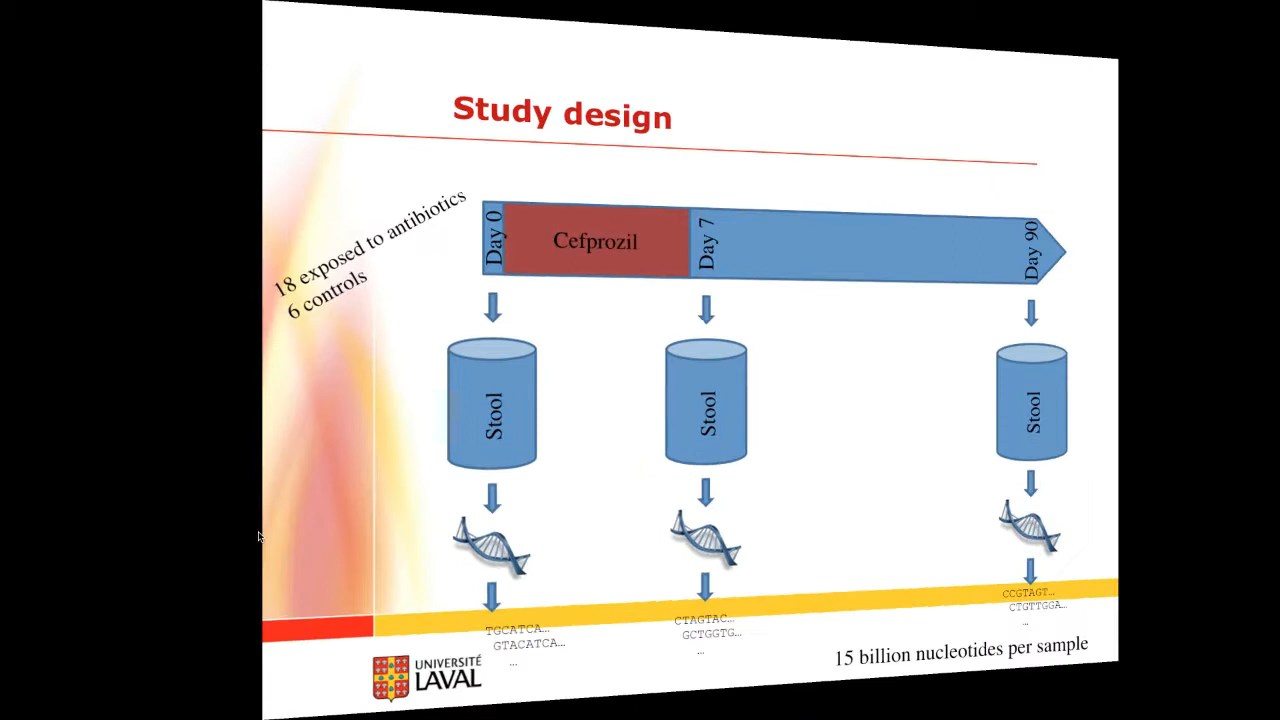 Study design
18 exposed to antibiotics
6 controls
Day 0
Cefprozil
Day 7
Day 90
Stool
Stool
Stool
TGCATCA...
GTACATCA...
...
CTAGTAC...
GCTGGTG...
...
CCGTAGT...
CTGTTGGA...
...
15 billion nucleotides per sample
UNIVERSITÉ
LAVAL